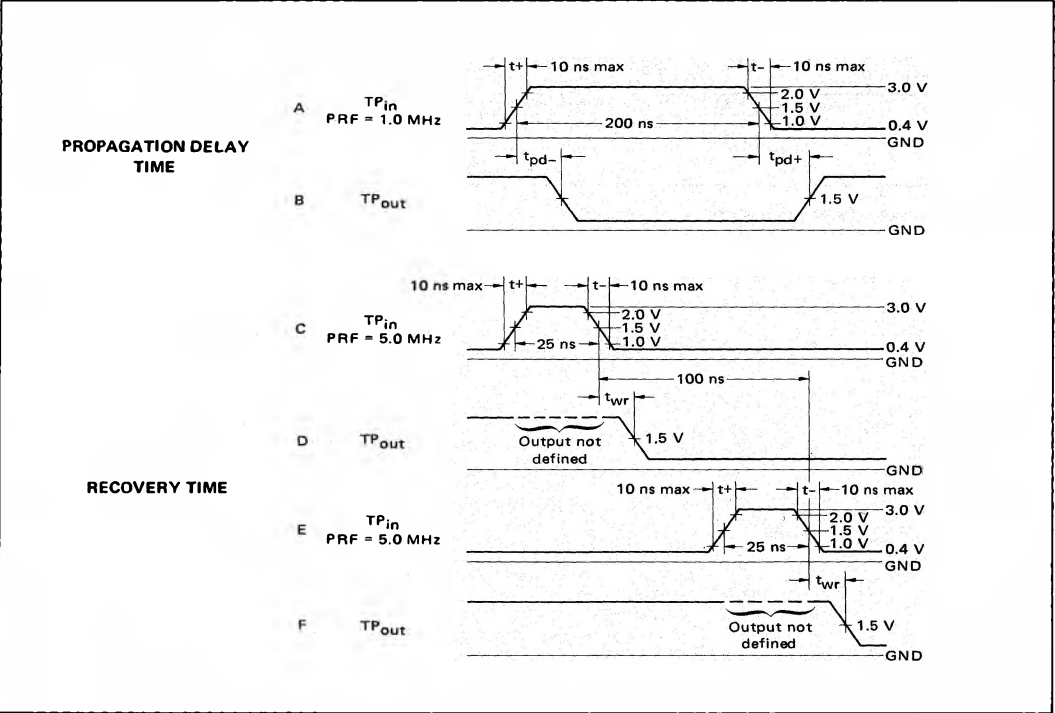 PROPAGATION DELAY
TIME
A
TPin
PRF = 1.0 MHz
t+
10 ns max
t–
10 ns max
3.0 V
2.0 V
1.5 V
1.0 V
0.4 V
GND
200 ns
tpd–
tpd+
B
TPout
1.5 V
GND
RECOVERY TIME
C
TPin
PRF = 5.0 MHz
10 ns max
t+
t–
10 ns max
3.0 V
2.0 V
1.5 V
1.0 V
0.4 V
GND
25 ns
100 ns
twr
D
TPout
Output not
defined
1.5 V
GND
E
TPin
PRF = 5.0 MHz
10 ns max
t+
t–
10 ns max
3.0 V
2.0 V
1.5 V
1.0 V
0.4 V
GND
25 ns
twr
F
TPout
Output not
defined
1.5 V
GND